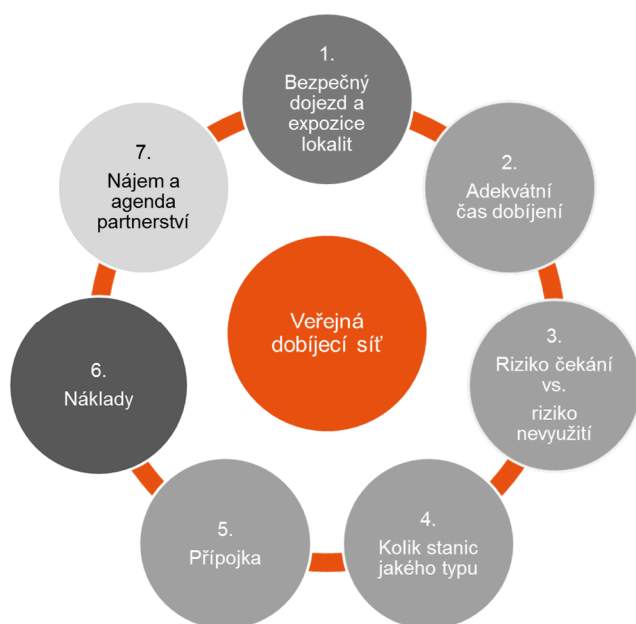 1.
Bezpečný
dojezd a
expozice
lokalit
2.
Adekvátní
čas dobíjení
3.
Riziko čekání
vs.
riziko
nevyužití
4.
Kolik stanic
jakého typu
5.
Přípojka
6.
Náklady
7.
Nájem a
agenda
partnerství
Veřejná
dobíjecí síť